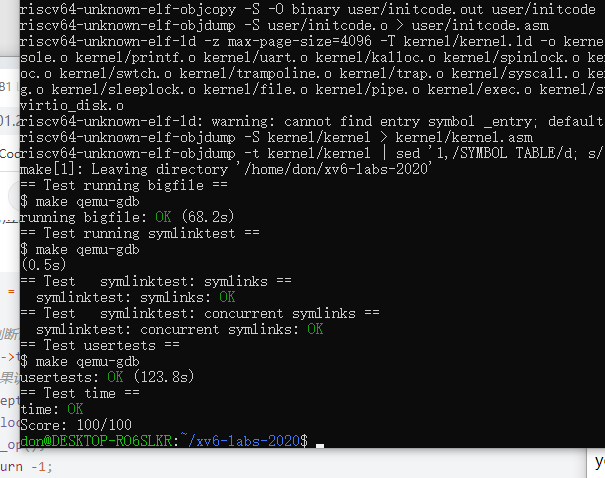 riscv64-unknown-elf-objcopy -S -O binary user/initcode.out user/initcode
riscv64-unknown-elf-objdump -S user/initcode.o > user/initcode.asm
riscv64-unknown-elf-ld -z max-page-size=4096 -T kernel/kernel.ld -o kerne
sole.o kernel/printf.o kernel/uart.o kernel/kalloc.o kernel/spinlock.o ke
oc.o kernel/swtch.o kernel/trampoline.o kernel/trap.o kernel/syscall.o ke
g.o kernel/sleeplock.o kernel/file.o kernel/pipe.o kernel/exec.o kernel/s
virtio_disk.o
riscv64-unknown-elf-ld: warning: cannot find entry symbol _entry; default
riscv64-unknown-elf-objdump -S kernel/kernel > kernel/kernel.asm
riscv64-unknown-elf-objdump -t kernel/kernel | sed '1,/SYMBOL TABLE/d; s/
make[1]: Leaving directory '/home/don/xv6-labs-2020'
== Test running bigfile ==
$ make qemu-gdb
running bigfile: OK (68.2s)
== Test running symlinktest ==
$ make qemu-gdb
(0.5s)
== Test   symlinktest: symlinks ==
  symlinktest: symlinks: OK
== Test   symlinktest: concurrent symlinks ==
  symlinktest: concurrent symlinks: OK
== Test usertests ==
$ make qemu-gdb
usertests: OK (123.8s)
== Test time ==
time: OK
Score: 100/100
don@DESKTOP-RO6SLKR:~/xv6-labs-2020$
urn -1;